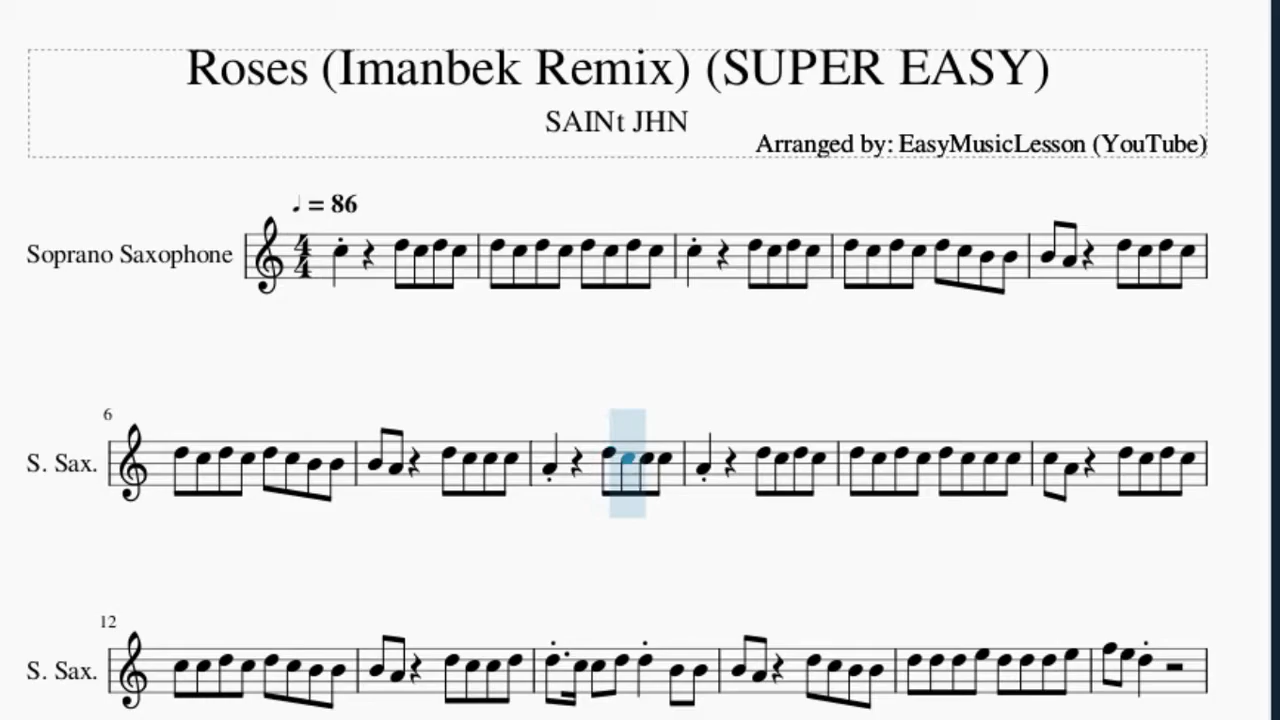 Roses (Imanbek Remix) (SUPER EASY)
SAINt JHN
Arranged by: EasyMusicLesson (YouTube)
♩ = 86
Soprano Saxophone
4
4
6
S. Sax.
12
S. Sax.